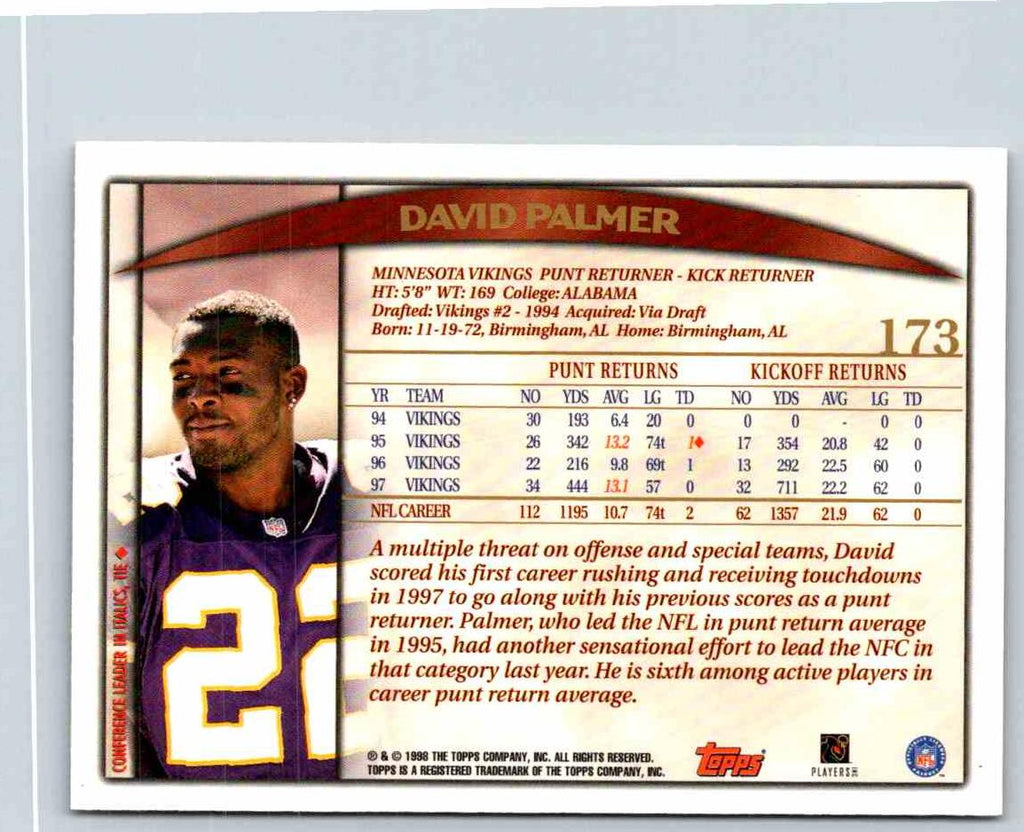 DAVID PALMER
MINNESOTA VIKINGS PUNT RETURNER - KICK RETURNER
HT: 5'8" WT: 169 College: ALABAMA
Drafted: Vikings #2 - 1994 Acquired: Via Draft
Born: 11-19-72, Birmingham, AL Home: Birmingham, AL
173
PUNT RETURNS KICKOFF RETURNS
YR TEAM NO YDS AVG LG TD NO YDS AVG LG TD
94 VIKINGS 30 193 6.4 20 0 0 0 - 0 0
95 VIKINGS 26 342 13.2 74t 1♦ 17 354 20.8 42 0
96 VIKINGS 22 216 9.8 69t 1 13 292 22.5 60 0
97 VIKINGS 34 444 13.1 57 0 32 711 22.2 62 0
NFL CAREER 112 1195 10.7 74t 2 62 1357 21.9 62 0
A multiple threat on offense and special teams, David
scored his first career rushing and receiving touchdowns
in 1997 to go along with his previous scores as a punt
returner. Palmer, who led the NFL in punt return average
in 1995, had another sensational effort to lead the NFC in
that category last year. He is sixth among active players in
career punt return average.
CONFERENCE LEADER IN ITALICS, TIE ♦
NFL
22
® & © 1998 THE TOPPS COMPANY, INC. ALL RIGHTS RESERVED.
TOPPS IS A REGISTERED TRADEMARK OF THE TOPPS COMPANY, INC.
Topps®
PLAYERS INC
NFL